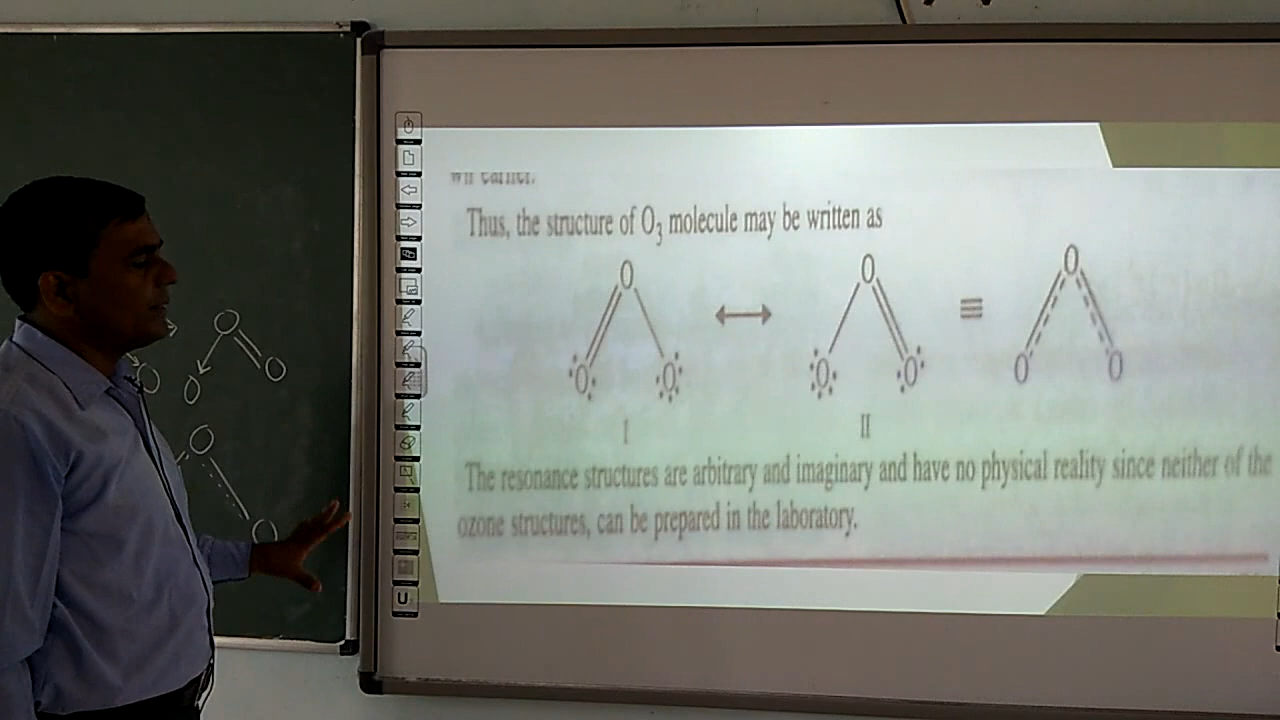 Thus, the structure of O₃ molecule may be written as
O O O
O O O O O O
I II
The resonance structures are arbitrary and imaginary and have no physical reality since neither of the
ozone structures, can be prepared in the laboratory.
U
O
O O O
O
O